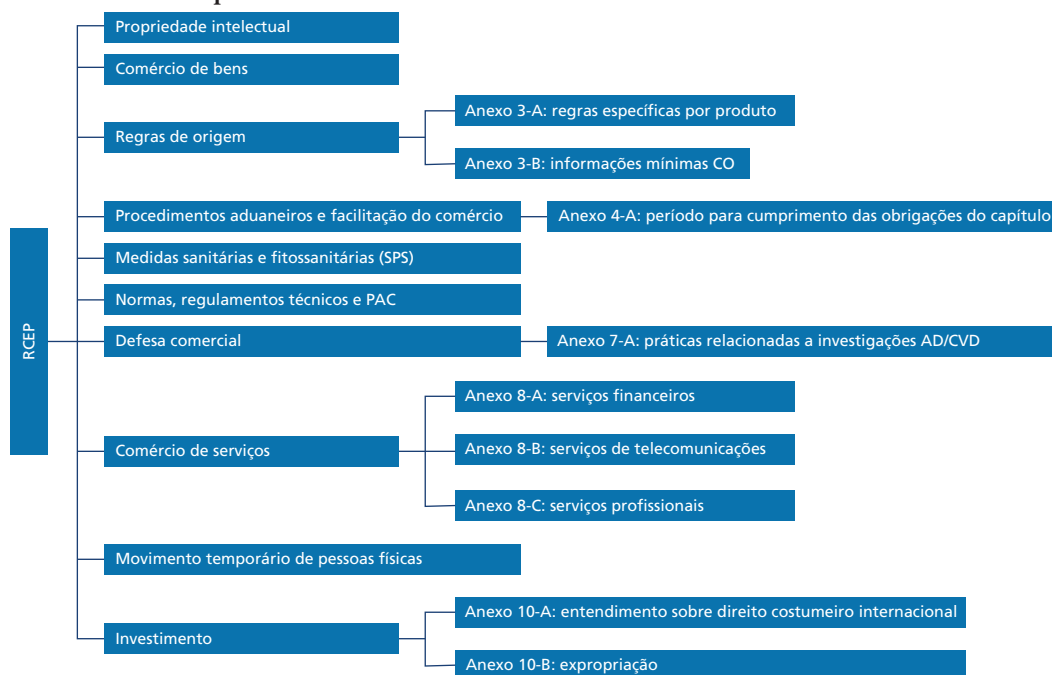 RCEP
Propriedade intelectual
Comércio de bens
Regras de origem
Anexo 3-A: regras específicas por produto
Anexo 3-B: informações mínimas CO
Procedimentos aduaneiros e facilitação do comércio
Anexo 4-A: período para cumprimento das obrigações do capítulo
Medidas sanitárias e fitossanitárias (SPS)
Normas, regulamentos técnicos e PAC
Defesa comercial
Anexo 7-A: práticas relacionadas a investigações AD/CVD
Comércio de serviços
Anexo 8-A: serviços financeiros
Anexo 8-B: serviços de telecomunicações
Anexo 8-C: serviços profissionais
Movimento temporário de pessoas físicas
Investimento
Anexo 10-A: entendimento sobre direito costumeiro internacional
Anexo 10-B: expropriação